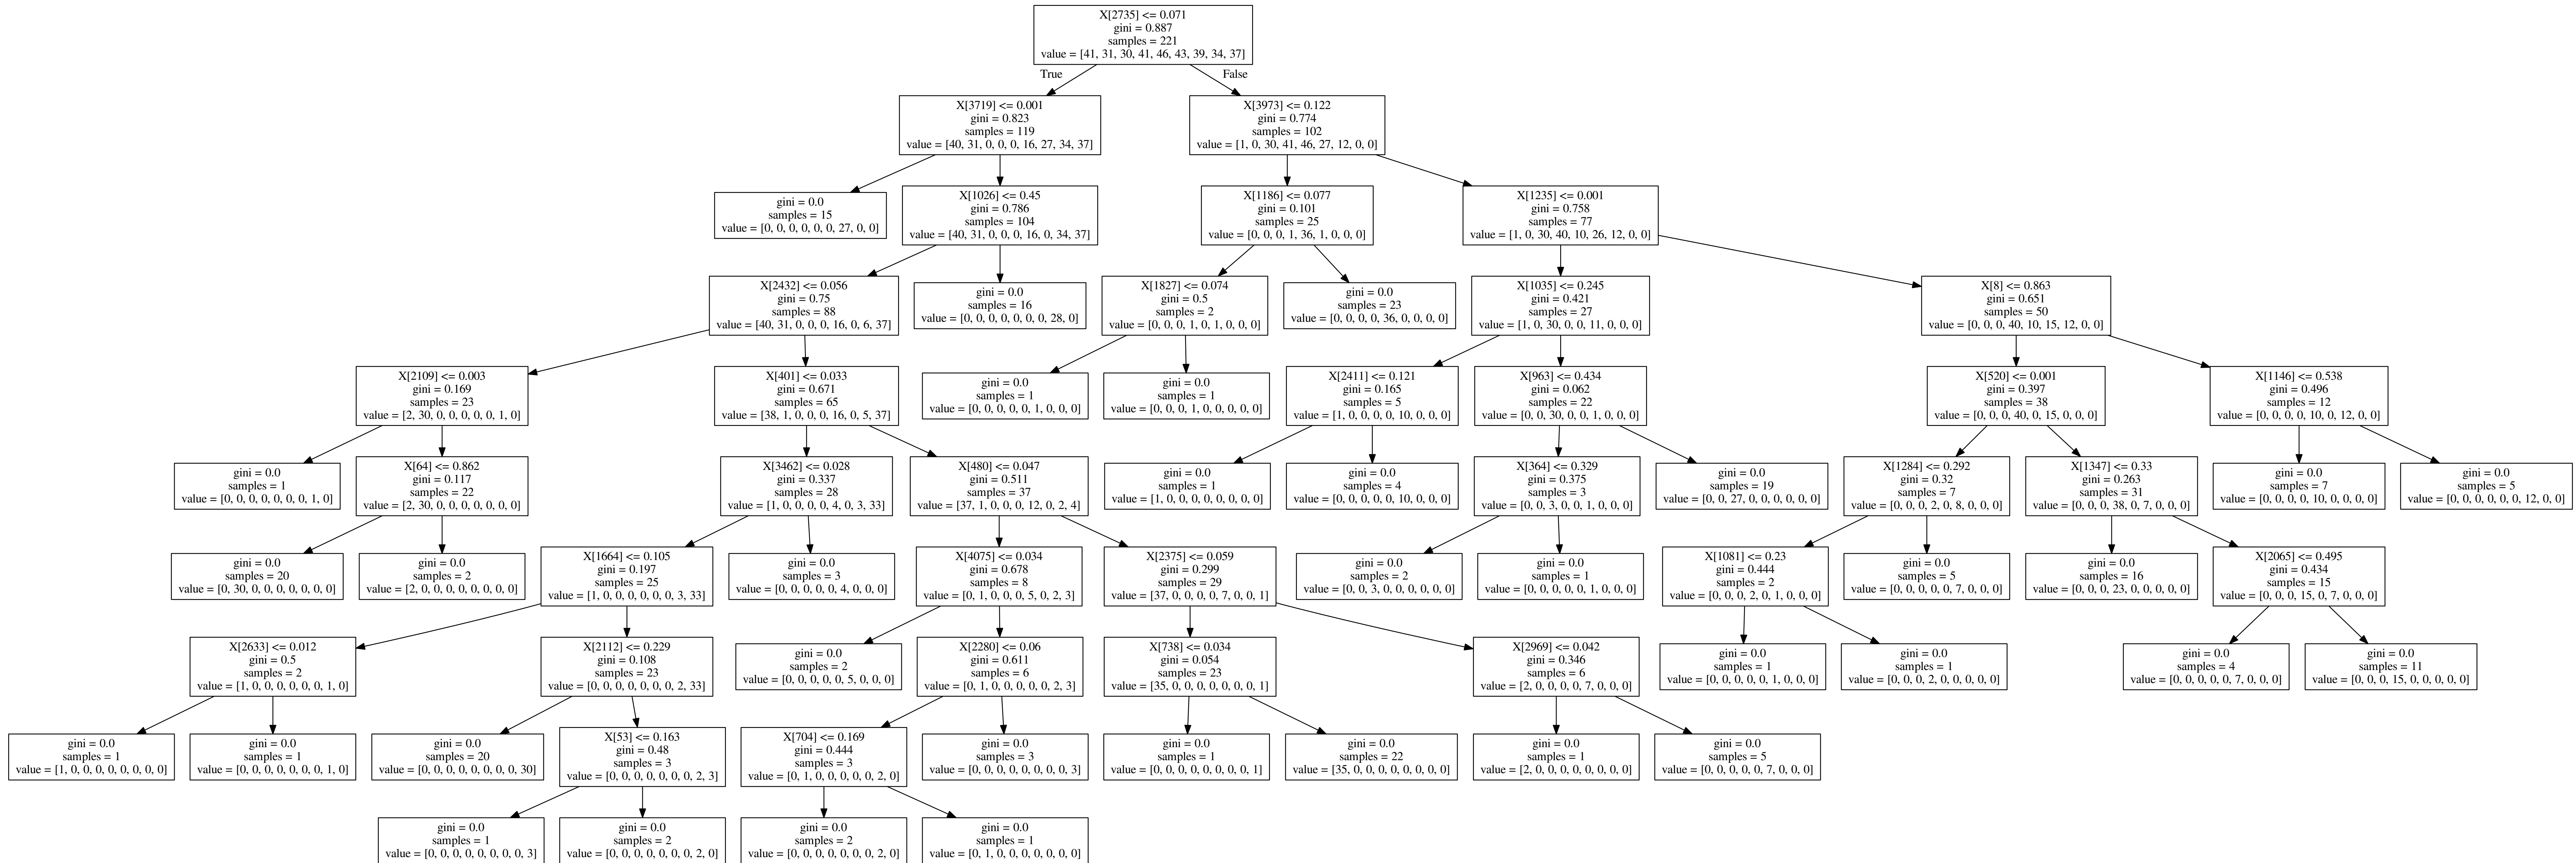 X[2735] <= 0.071
gini = 0.887
samples = 221
value = [41, 31, 30, 41, 46, 43, 39, 34, 37]
True
False
X[3719] <= 0.001
gini = 0.823
samples = 119
value = [40, 31, 0, 0, 0, 16, 27, 34, 37]
X[3973] <= 0.122
gini = 0.774
samples = 102
value = [1, 0, 30, 41, 46, 27, 12, 0, 0]
gini = 0.0
samples = 15
value = [0, 0, 0, 0, 0, 0, 27, 0, 0]
X[1026] <= 0.45
gini = 0.786
samples = 104
value = [40, 31, 0, 0, 0, 16, 0, 34, 37]
X[1186] <= 0.077
gini = 0.101
samples = 25
value = [0, 0, 0, 1, 36, 1, 0, 0, 0]
X[1235] <= 0.001
gini = 0.758
samples = 77
value = [1, 0, 30, 40, 10, 26, 12, 0, 0]
X[2432] <= 0.056
gini = 0.75
samples = 88
value = [40, 31, 0, 0, 0, 16, 0, 6, 37]
gini = 0.0
samples = 16
value = [0, 0, 0, 0, 0, 0, 0, 28, 0]
X[1827] <= 0.074
gini = 0.5
samples = 2
value = [0, 0, 0, 1, 0, 1, 0, 0, 0]
gini = 0.0
samples = 23
value = [0, 0, 0, 0, 36, 0, 0, 0, 0]
X[1035] <= 0.245
gini = 0.421
samples = 27
value = [1, 0, 30, 0, 0, 11, 0, 0, 0]
X[8] <= 0.863
gini = 0.651
samples = 50
value = [0, 0, 0, 40, 10, 15, 12, 0, 0]
X[2109] <= 0.003
gini = 0.169
samples = 23
value = [2, 30, 0, 0, 0, 0, 0, 1, 0]
X[401] <= 0.033
gini = 0.671
samples = 65
value = [38, 1, 0, 0, 0, 16, 0, 5, 37]
gini = 0.0
samples = 1
value = [0, 0, 0, 0, 0, 1, 0, 0, 0]
gini = 0.0
samples = 1
value = [0, 0, 0, 1, 0, 0, 0, 0, 0]
X[2411] <= 0.121
gini = 0.165
samples = 5
value = [1, 0, 0, 0, 0, 10, 0, 0, 0]
X[963] <= 0.434
gini = 0.062
samples = 22
value = [0, 0, 30, 0, 0, 1, 0, 0, 0]
X[520] <= 0.001
gini = 0.397
samples = 38
value = [0, 0, 0, 40, 0, 15, 0, 0, 0]
X[1146] <= 0.538
gini = 0.496
samples = 12
value = [0, 0, 0, 0, 10, 0, 12, 0, 0]
gini = 0.0
samples = 1
value = [0, 0, 0, 0, 0, 0, 0, 1, 0]
X[64] <= 0.862
gini = 0.117
samples = 22
value = [2, 30, 0, 0, 0, 0, 0, 0, 0]
X[3462] <= 0.028
gini = 0.337
samples = 28
value = [1, 0, 0, 0, 0, 4, 0, 3, 33]
X[480] <= 0.047
gini = 0.511
samples = 37
value = [37, 1, 0, 0, 0, 12, 0, 2, 4]
gini = 0.0
samples = 1
value = [1, 0, 0, 0, 0, 0, 0, 0, 0]
gini = 0.0
samples = 4
value = [0, 0, 0, 0, 0, 10, 0, 0, 0]
X[364] <= 0.329
gini = 0.375
samples = 3
value = [0, 0, 3, 0, 0, 1, 0, 0, 0]
gini = 0.0
samples = 19
value = [0, 0, 27, 0, 0, 0, 0, 0, 0]
X[1284] <= 0.292
gini = 0.32
samples = 7
value = [0, 0, 0, 2, 0, 8, 0, 0, 0]
X[1347] <= 0.33
gini = 0.263
samples = 31
value = [0, 0, 0, 38, 0, 7, 0, 0, 0]
gini = 0.0
samples = 7
value = [0, 0, 0, 0, 10, 0, 0, 0, 0]
gini = 0.0
samples = 5
value = [0, 0, 0, 0, 0, 0, 12, 0, 0]
gini = 0.0
samples = 20
value = [0, 30, 0, 0, 0, 0, 0, 0, 0]
gini = 0.0
samples = 2
value = [2, 0, 0, 0, 0, 0, 0, 0, 0]
X[1664] <= 0.105
gini = 0.197
samples = 25
value = [1, 0, 0, 0, 0, 0, 0, 3, 33]
gini = 0.0
samples = 3
value = [0, 0, 0, 0, 0, 4, 0, 0, 0]
X[4075] <= 0.034
gini = 0.678
samples = 8
value = [0, 1, 0, 0, 0, 5, 0, 2, 3]
X[2375] <= 0.059
gini = 0.299
samples = 29
value = [37, 0, 0, 0, 0, 7, 0, 0, 1]
gini = 0.0
samples = 2
value = [0, 0, 3, 0, 0, 0, 0, 0, 0]
gini = 0.0
samples = 1
value = [0, 0, 0, 0, 0, 1, 0, 0, 0]
X[1081] <= 0.23
gini = 0.444
samples = 2
value = [0, 0, 0, 2, 0, 1, 0, 0, 0]
gini = 0.0
samples = 5
value = [0, 0, 0, 0, 0, 7, 0, 0, 0]
gini = 0.0
samples = 16
value = [0, 0, 0, 23, 0, 0, 0, 0, 0]
X[2065] <= 0.495
gini = 0.434
samples = 15
value = [0, 0, 0, 15, 0, 7, 0, 0, 0]
X[2633] <= 0.012
gini = 0.5
samples = 2
value = [1, 0, 0, 0, 0, 0, 0, 1, 0]
X[2112] <= 0.229
gini = 0.108
samples = 23
value = [0, 0, 0, 0, 0, 0, 0, 2, 33]
gini = 0.0
samples = 2
value = [0, 0, 0, 0, 0, 5, 0, 0, 0]
X[2280] <= 0.06
gini = 0.611
samples = 6
value = [0, 1, 0, 0, 0, 0, 0, 2, 3]
X[738] <= 0.034
gini = 0.054
samples = 23
value = [35, 0, 0, 0, 0, 0, 0, 0, 1]
X[2969] <= 0.042
gini = 0.346
samples = 6
value = [2, 0, 0, 0, 0, 7, 0, 0, 0]
gini = 0.0
samples = 1
value = [0, 0, 0, 0, 0, 1, 0, 0, 0]
gini = 0.0
samples = 1
value = [0, 0, 0, 2, 0, 0, 0, 0, 0]
gini = 0.0
samples = 4
value = [0, 0, 0, 0, 0, 7, 0, 0, 0]
gini = 0.0
samples = 11
value = [0, 0, 0, 15, 0, 0, 0, 0, 0]
gini = 0.0
samples = 1
value = [1, 0, 0, 0, 0, 0, 0, 0, 0]
gini = 0.0
samples = 1
value = [0, 0, 0, 0, 0, 0, 0, 1, 0]
gini = 0.0
samples = 20
value = [0, 0, 0, 0, 0, 0, 0, 0, 30]
X[53] <= 0.163
gini = 0.48
samples = 3
value = [0, 0, 0, 0, 0, 0, 0, 2, 3]
X[704] <= 0.169
gini = 0.444
samples = 3
value = [0, 1, 0, 0, 0, 0, 0, 2, 0]
gini = 0.0
samples = 3
value = [0, 0, 0, 0, 0, 0, 0, 0, 3]
gini = 0.0
samples = 1
value = [0, 0, 0, 0, 0, 0, 0, 0, 1]
gini = 0.0
samples = 22
value = [35, 0, 0, 0, 0, 0, 0, 0, 0]
gini = 0.0
samples = 1
value = [2, 0, 0, 0, 0, 0, 0, 0, 0]
gini = 0.0
samples = 5
value = [0, 0, 0, 0, 0, 7, 0, 0, 0]
gini = 0.0
samples = 1
value = [0, 0, 0, 0, 0, 0, 0, 0, 3]
gini = 0.0
samples = 2
value = [0, 0, 0, 0, 0, 0, 0, 2, 0]
gini = 0.0
samples = 2
value = [0, 0, 0, 0, 0, 0, 0, 2, 0]
gini = 0.0
samples = 1
value = [0, 1, 0, 0, 0, 0, 0, 0, 0]